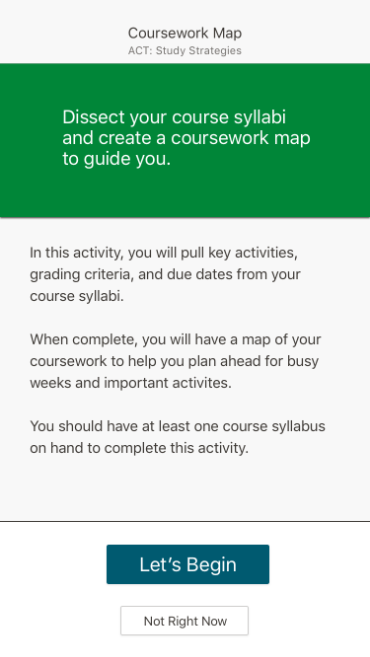 Coursework Map
ACT: Study Strategies
Dissect your course syllabi
and create a coursework map
to guide you.
In this activity, you will pull key activities,
grading criteria, and due dates from your
course syllabi.
When complete, you will have a map of your
coursework to help you plan ahead for busy
weeks and important activites.
You should have at least one course syllabus
on hand to complete this activity.
Let's Begin
Not Right Now